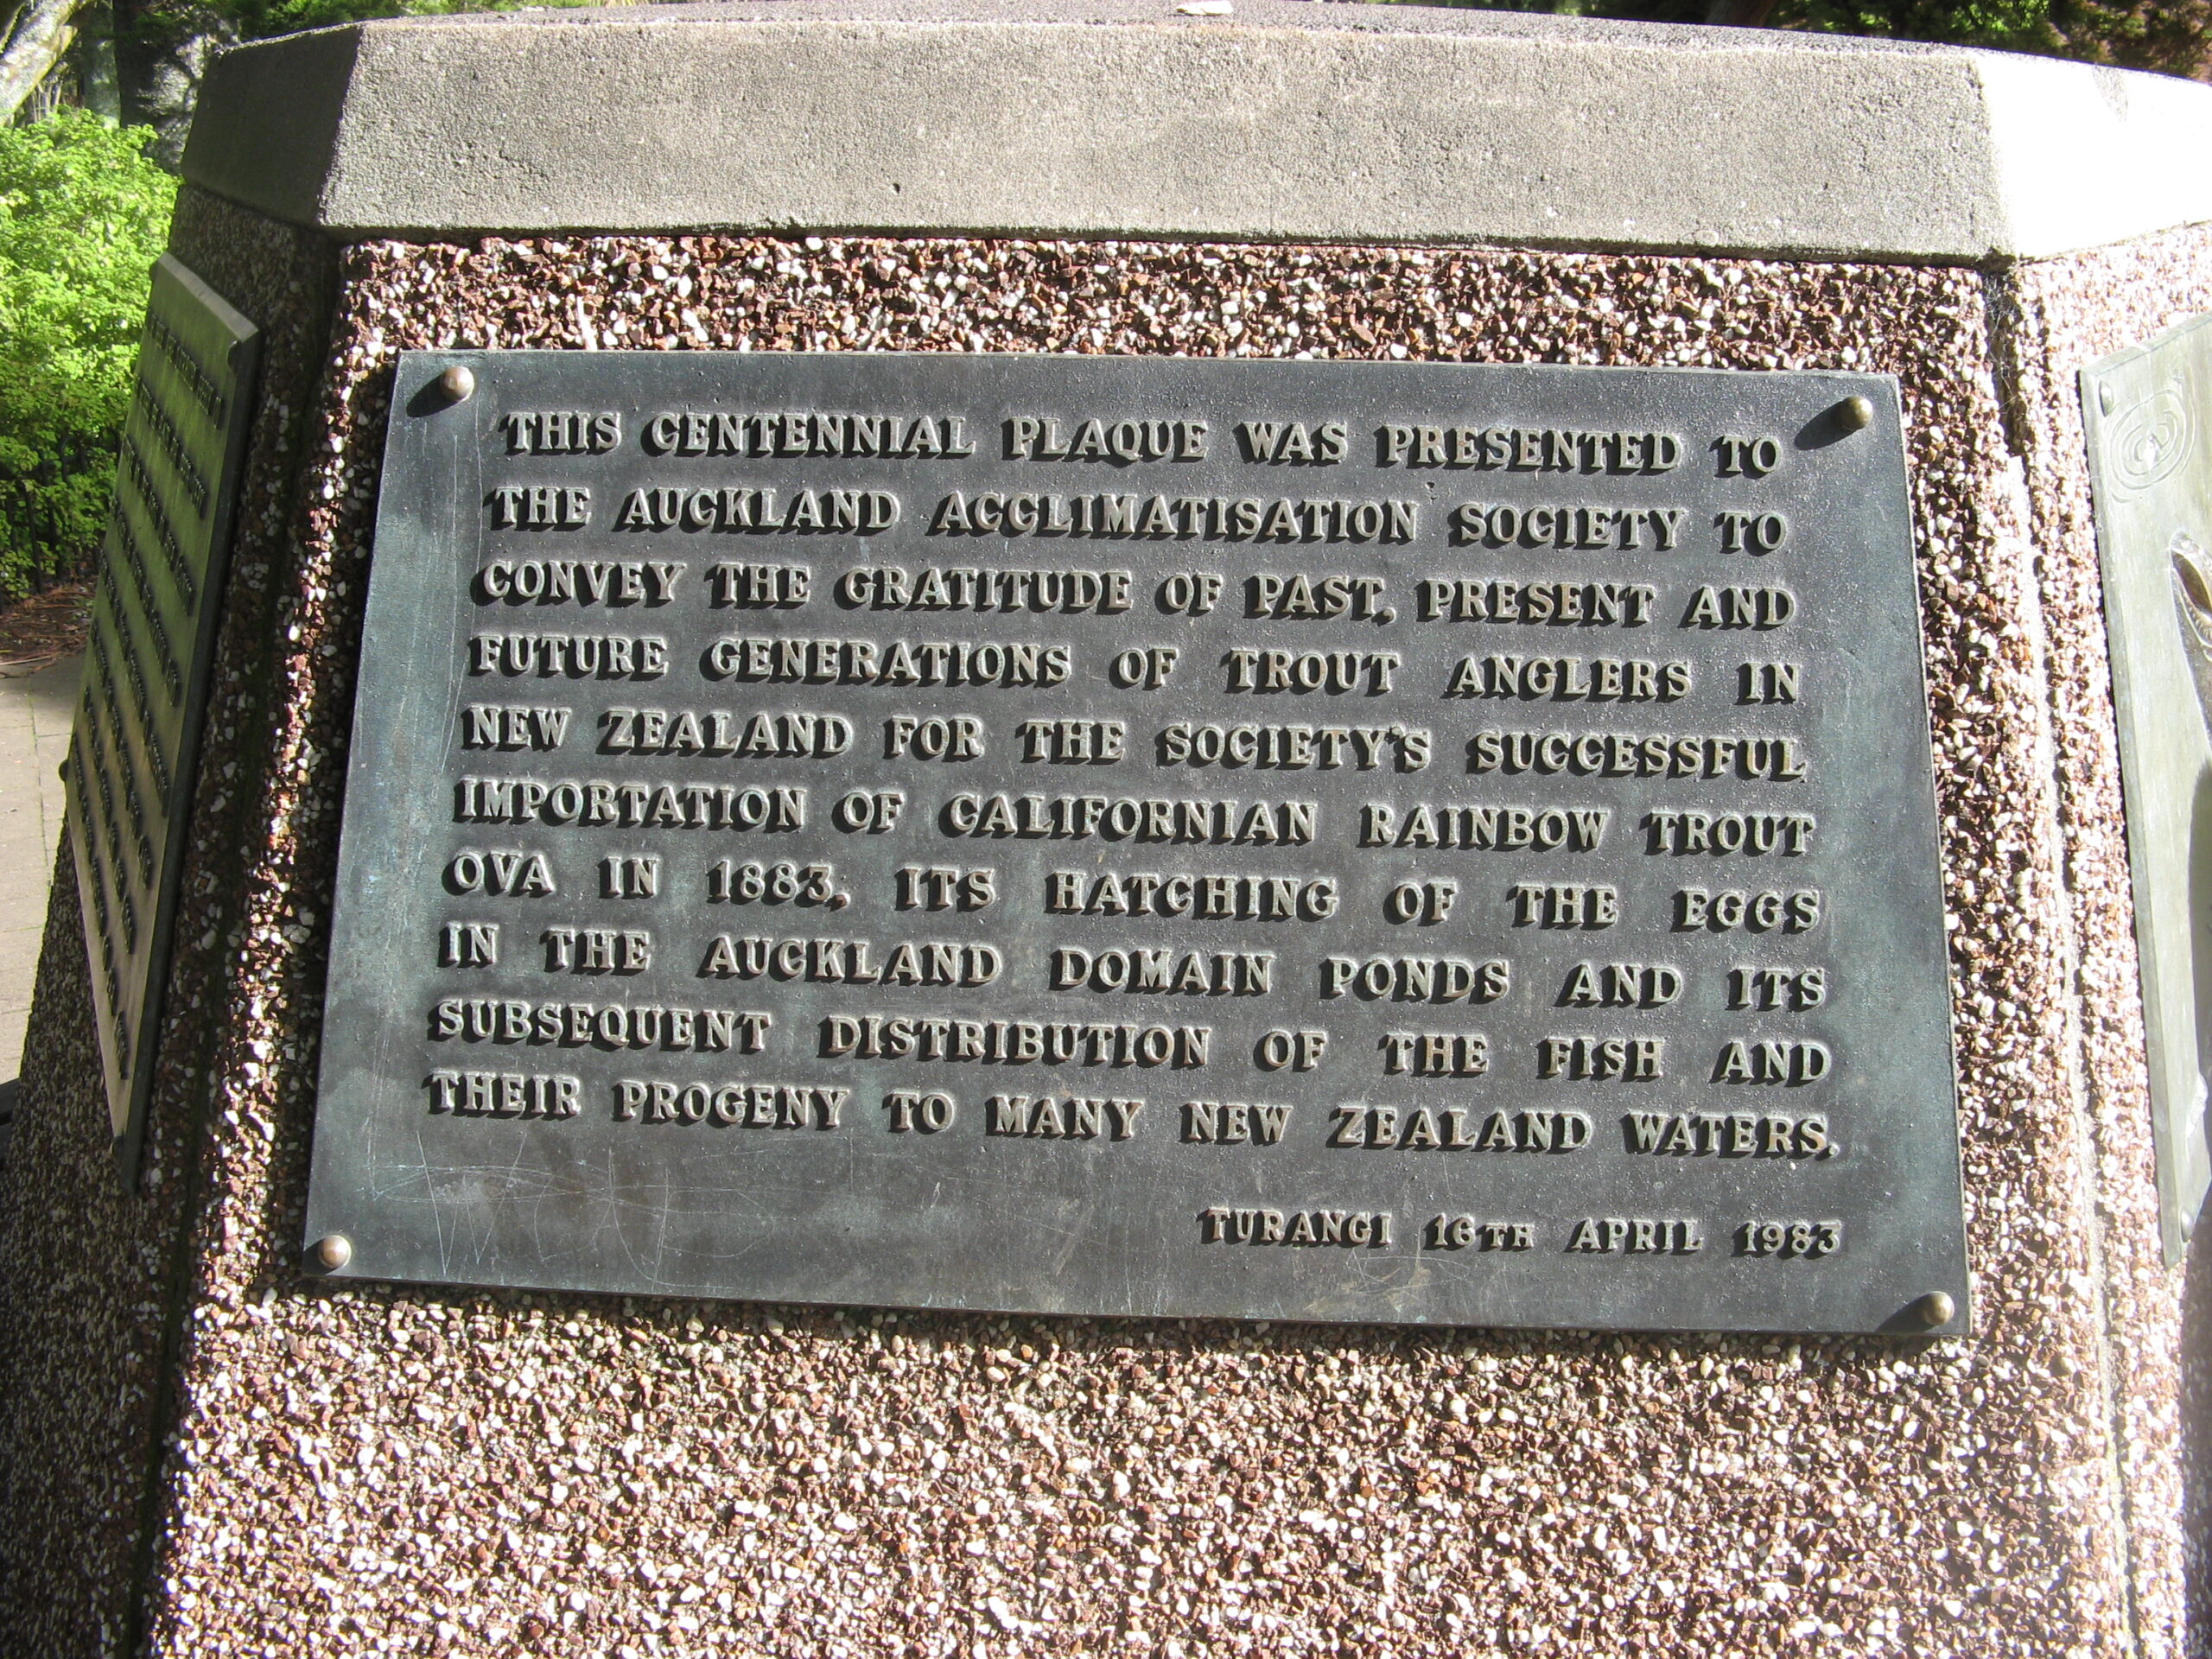 THIS CENTENNIAL PLAQUE WAS PRESENTED TO
THE AUCKLAND ACCLIMATISATION SOCIETY TO
CONVEY THE GRATITUDE OF PAST, PRESENT AND
FUTURE GENERATIONS OF TROUT ANGLERS IN
NEW ZEALAND FOR THE SOCIETY'S SUCCESSFUL
IMPORTATION OF CALIFORNIAN RAINBOW TROUT
OVA IN 1883, ITS HATCHING OF THE EGGS
IN THE AUCKLAND DOMAIN PONDS AND ITS
SUBSEQUENT DISTRIBUTION OF THE FISH AND
THEIR PROGENY TO MANY NEW ZEALAND WATERS.
TURANGI 16TH APRIL 1983